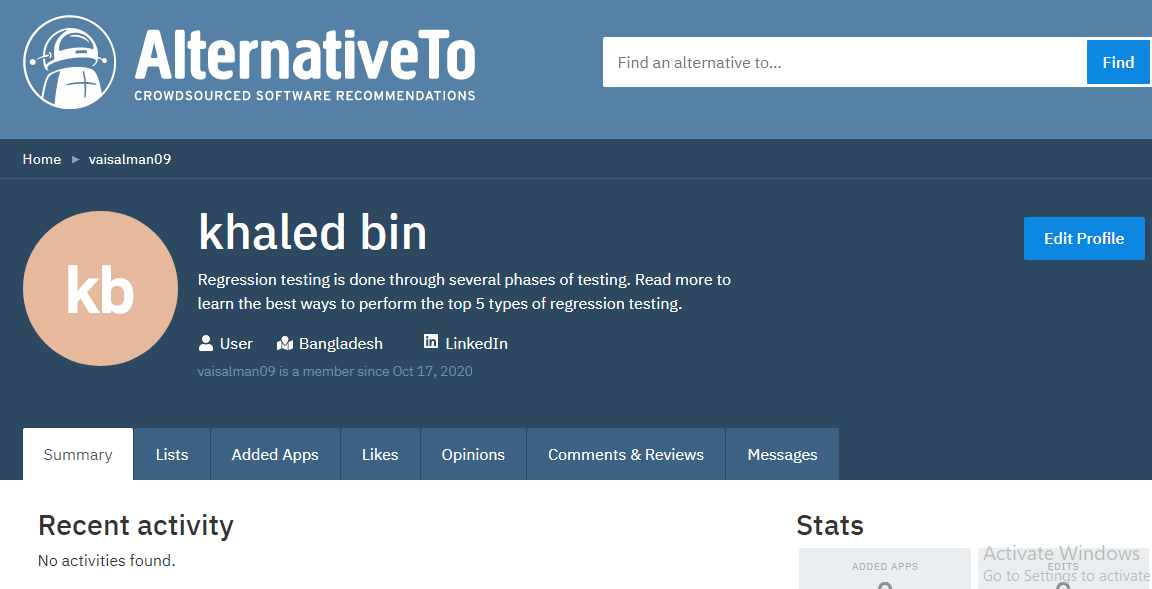 AlternativeTo
CROWDSOURCED SOFTWARE RECOMMENDATIONS
Find an alternative to...
Find
Home ▸ vaisalman09
kb
khaled bin
Edit Profile
Regression testing is done through several phases of testing. Read more to
learn the best ways to perform the top 5 types of regression testing.
User Bangladesh LinkedIn
vaisalman09 is a member since Oct 17, 2020
Summary Lists Added Apps Likes Opinions Comments & Reviews Messages
Recent activity
No activities found.
Stats
ADDED APPS
EDITS
Activate Windows
Go to Settings to activate